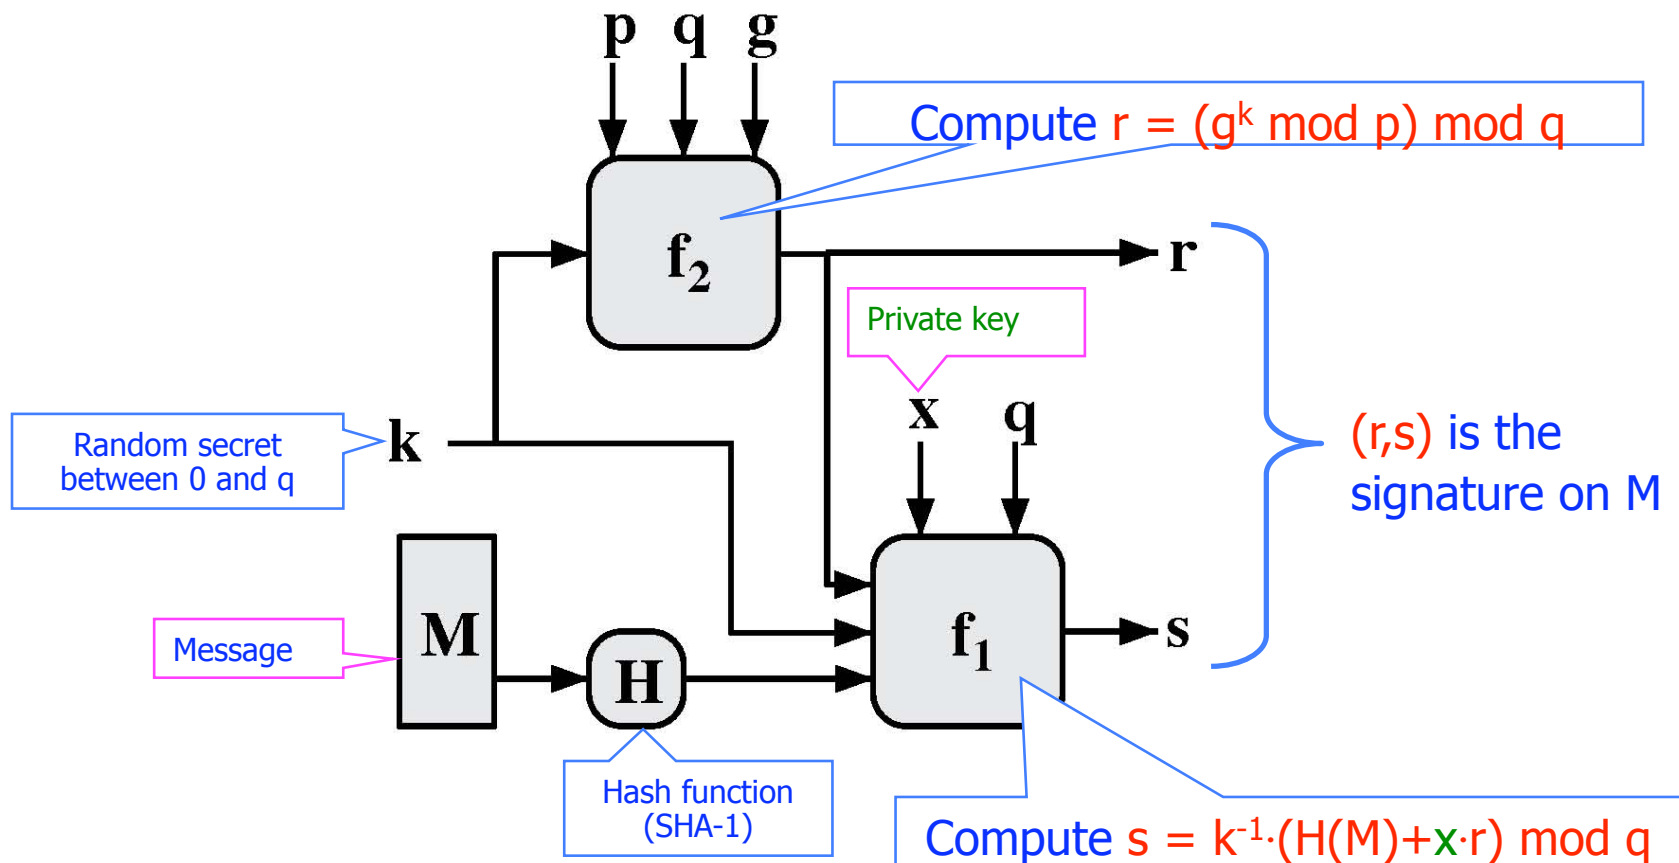 p q g
Compute r = (gᵏ mod p) mod q
f₂
r
Private key
x q
k
Random secret
between 0 and q
(r,s) is the
signature on M
M
Message
H
f₁
s
Hash function
(SHA-1)
Compute s = k⁻¹·(H(M)+x·r) mod q